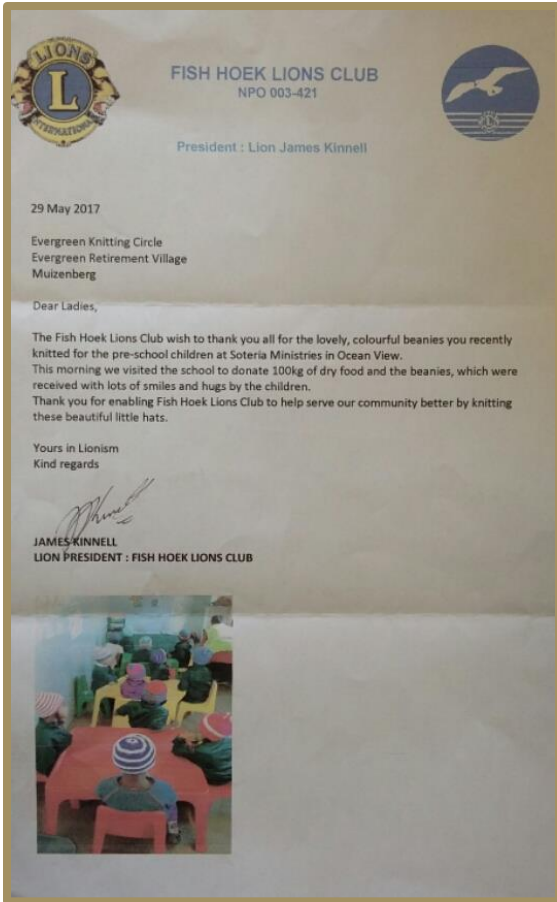 LIONS
L
INTERNATIONAL
FISH HOEK LIONS CLUB
NPO 003-421
President : Lion James Kinnell
29 May 2017
Evergreen Knitting Circle
Evergreen Retirement Village
Muizenberg
Dear Ladies,
The Fish Hoek Lions Club wish to thank you all for the lovely, colourful beanies you recently
knitted for the pre-school children at Soteria Ministries in Ocean View.
This morning we visited the school to donate 100kg of dry food and the beanies, which were
received with lots of smiles and hugs by the children.
Thank you for enabling Fish Hoek Lions Club to help serve our community better by knitting
these beautiful little hats.
Yours in Lionism
Kind regards
JAMES KINNELL
LION PRESIDENT : FISH HOEK LIONS CLUB